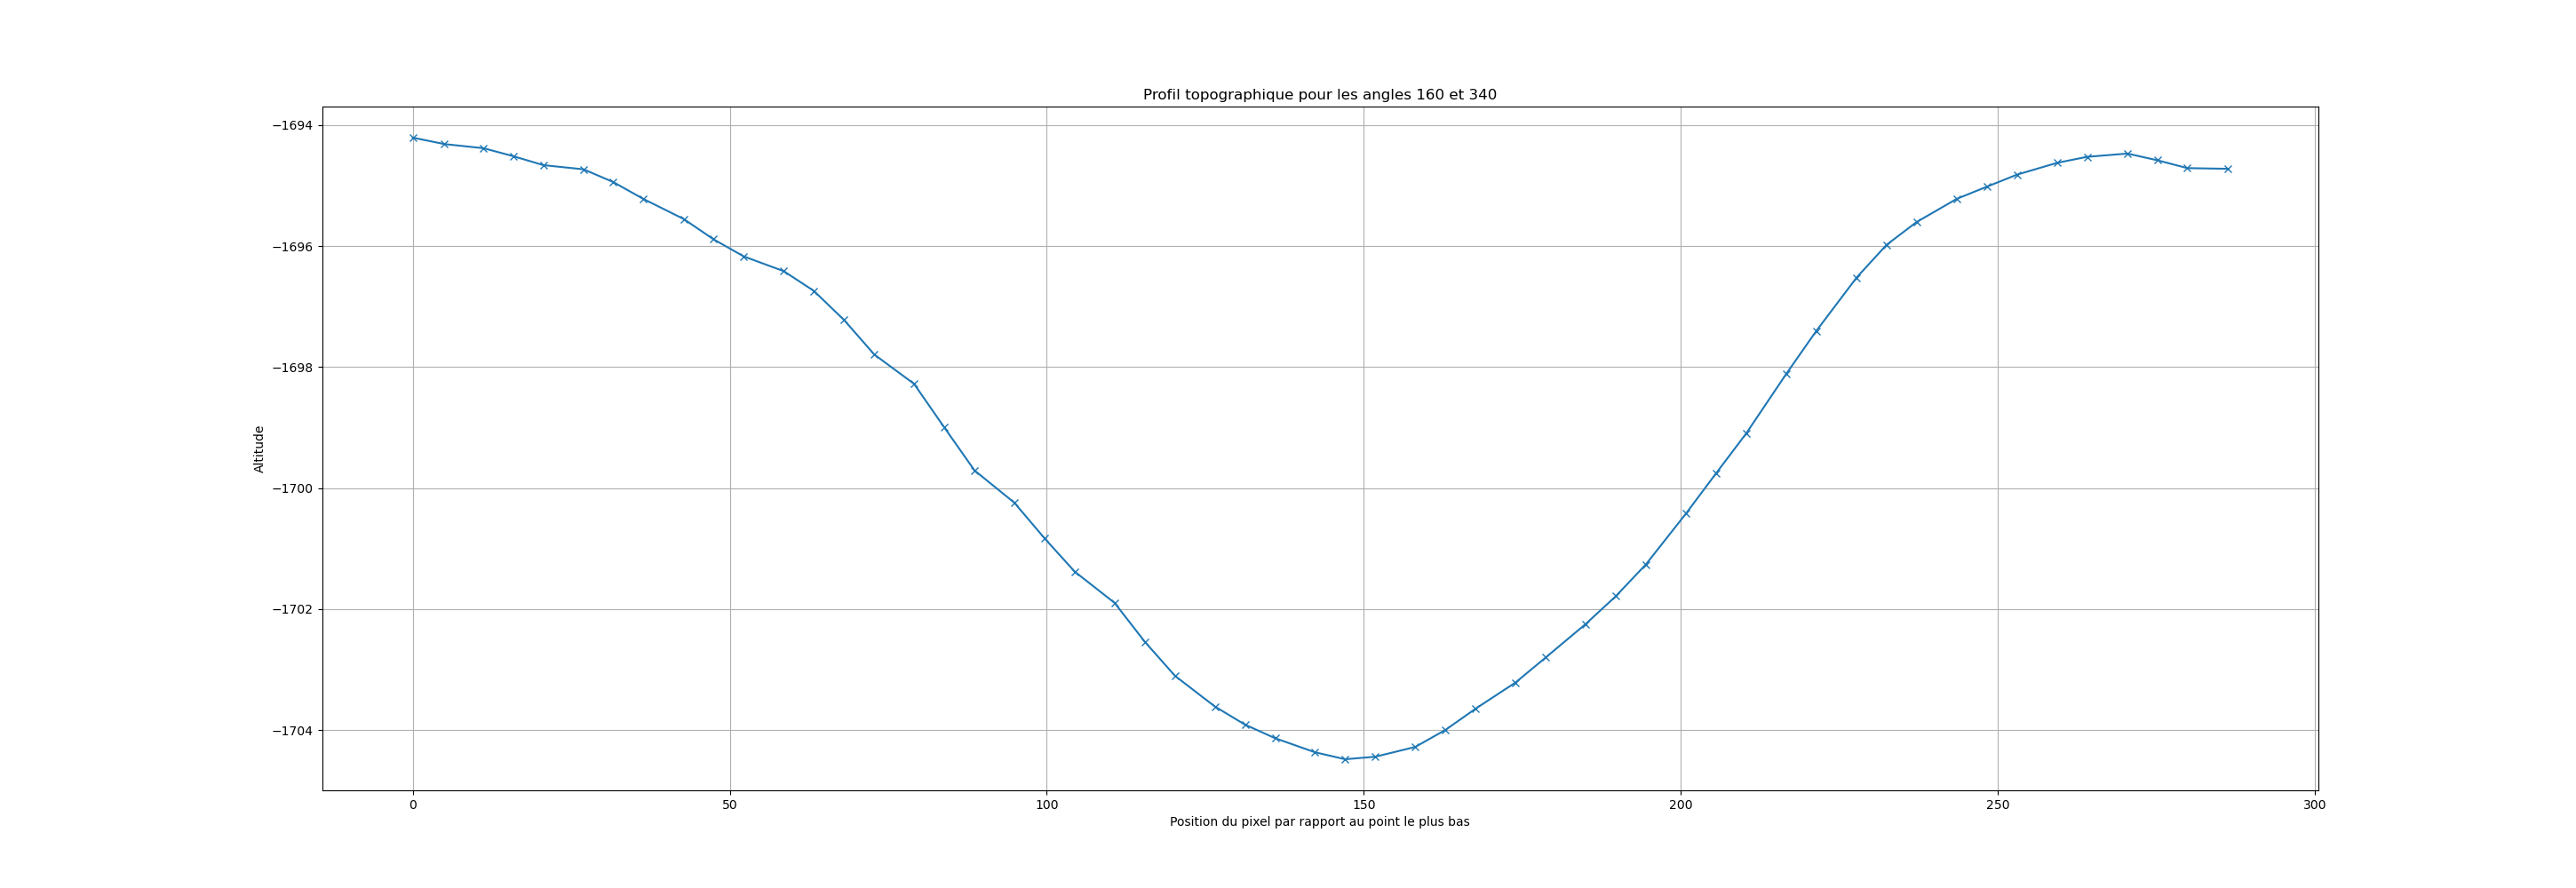 Profil topographique pour les angles 160 et 340
−1694
−1696
−1698
−1700
−1702
−1704
Altitude
0 50 100 150 200 250 300
Position du pixel par rapport au point le plus bas